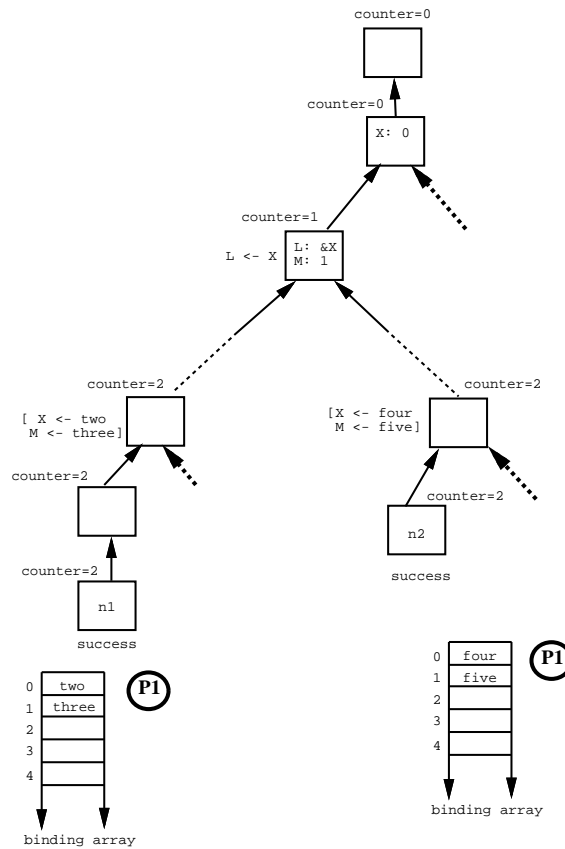 counter=0
counter=0
X: 0
counter=1
L <- X
L: &X
M: 1
counter=2
[ X <- two
M <- three]
counter=2
counter=2
n1
success
counter=2
[X <- four
M <- five]
counter=2
n2
success
0 two
1 three
2
3
4
P1
binding array
0 four
1 five
2
3
4
P1
binding array